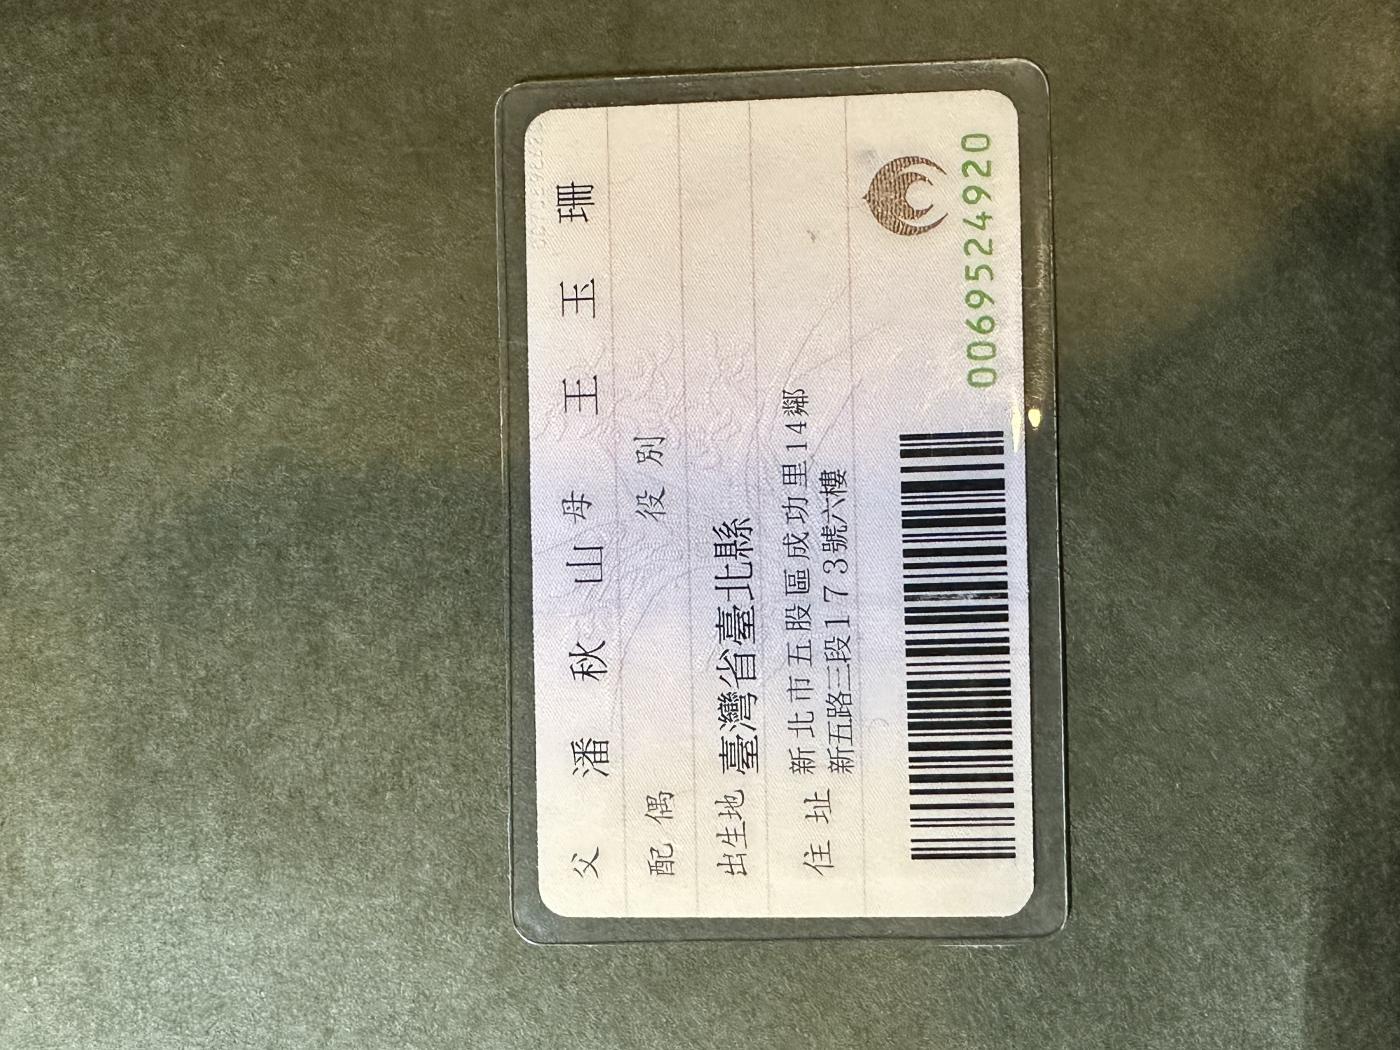 父 潘秋山 母 王玉珊
配偶 役別
出生地 臺灣省臺北縣
住址 新北市五股區成功里14鄰
新五路三段173號六樓
0069524920